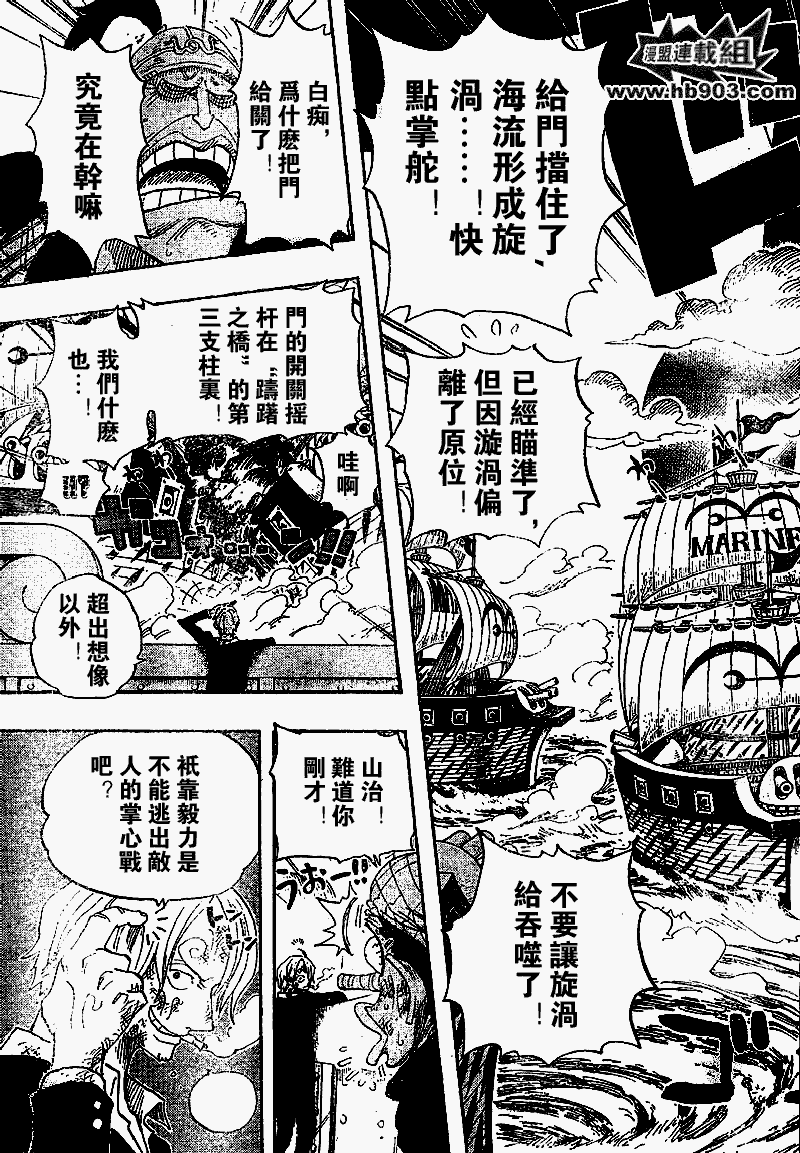 漫盟連載組
www.hb903.com
給門擋住了,
海流形成旋
渦……!快
點掌舵!
已經瞄準了,
但因漩渦偏
離了原位!
MARINE
不要讓旋渦
給吞噬了!
ゴ
白痴,
爲什麽把門
給關了!
究竟在幹嘛
門的開關搖
杆在“躊躇
之橋”的第
三支柱裏!
我們什麽
也…!
哇啊
超出想像
以外!
山治!
難道你
剛才!
うおー!!
衹靠毅力是
不能逃出敵
人的掌心戰
吧?